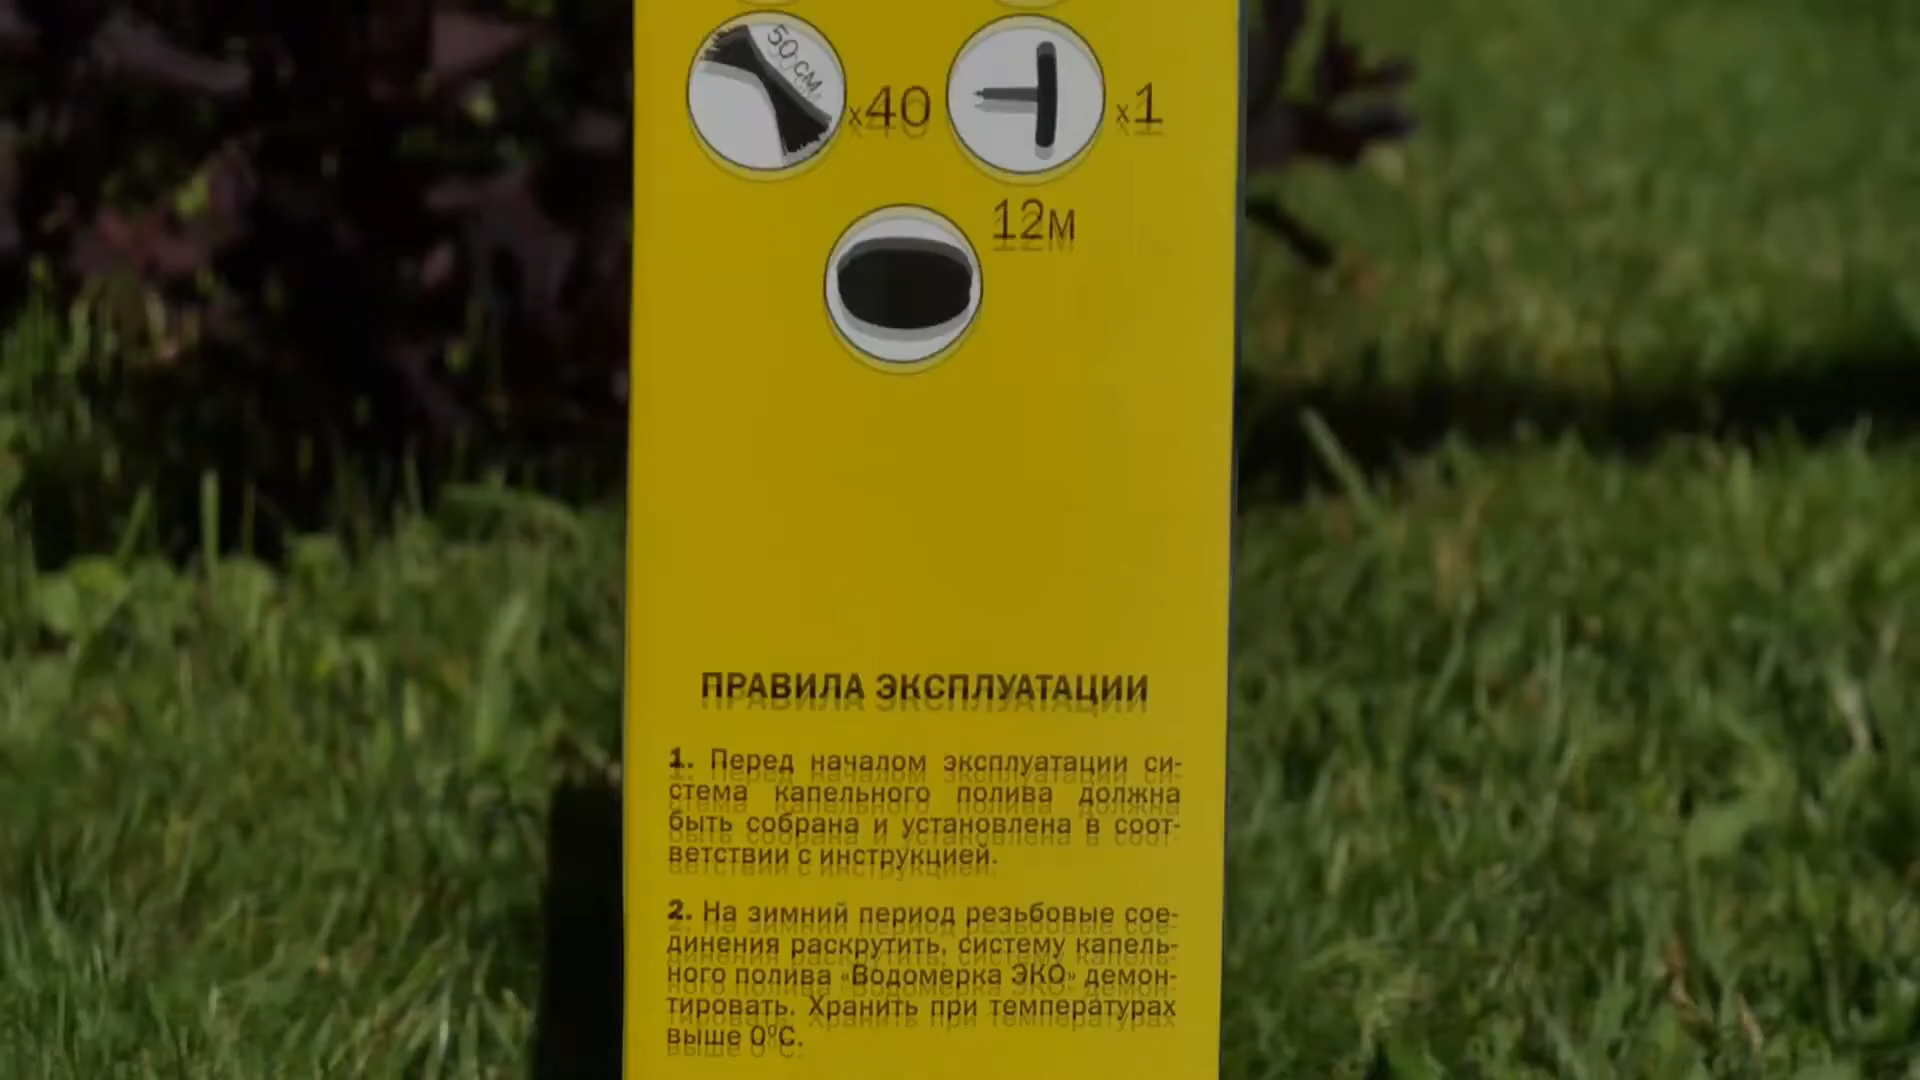 50 см
х40
х1
12м
ПРАВИЛА ЭКСПЛУАТАЦИИ
1. Перед началом эксплуатации си-
стема капельного полива должна
быть собрана и установлена в соот-
ветствии с инструкцией.
2. На зимний период резьбовые сое-
динения раскрутить, систему капель-
ного полива «Водомерка ЭКО» демон-
тировать. Хранить при температурах
выше 0°С.